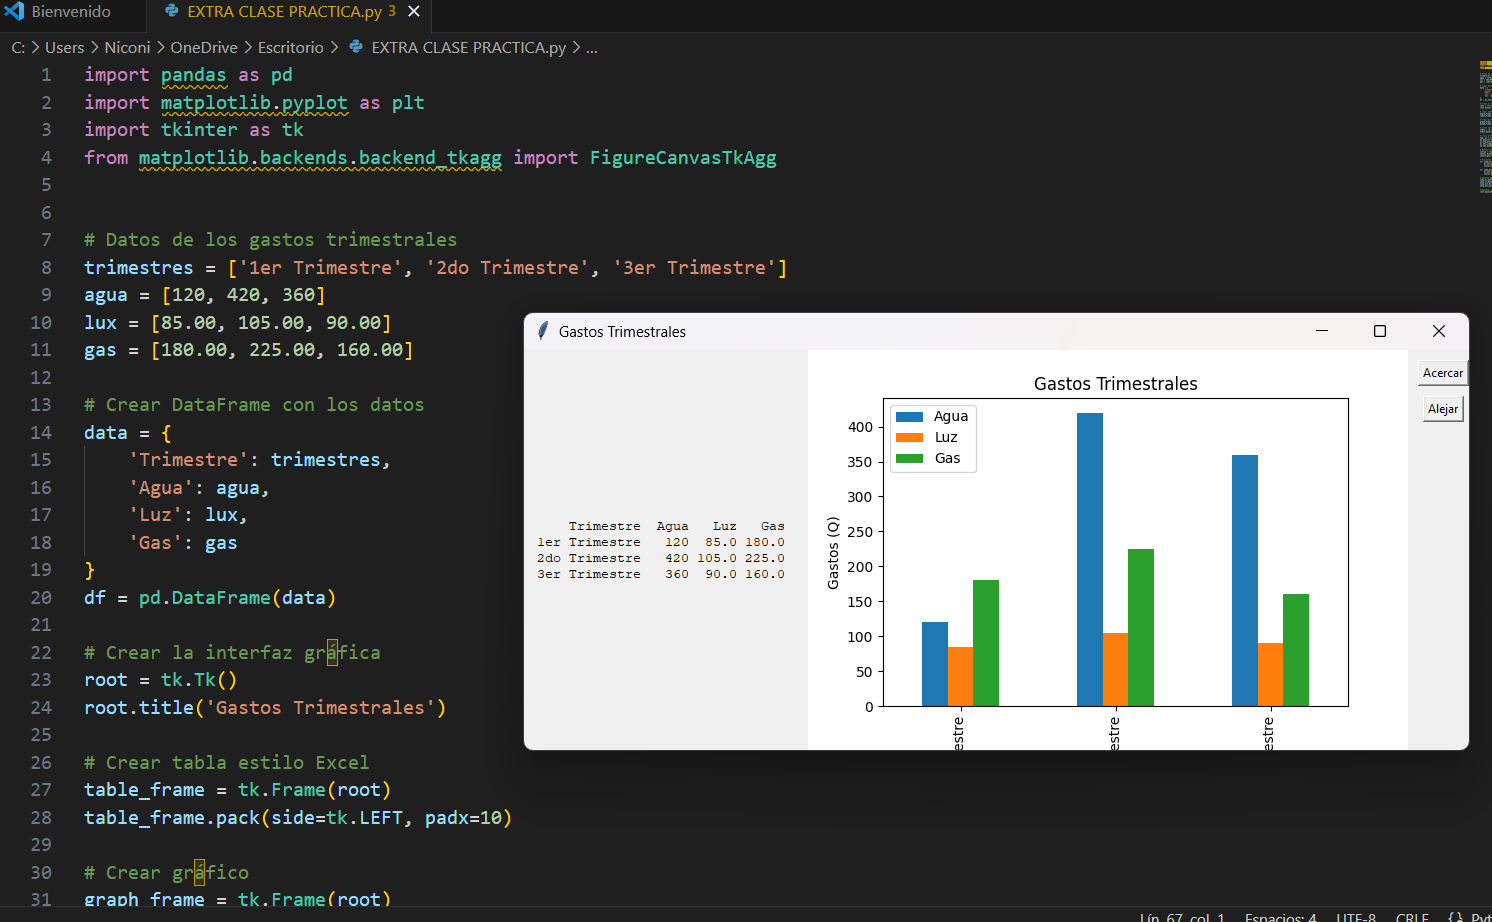 Bienvenido
EXTRA CLASE PRACTICA.py 3
C: > Users > Niconi > OneDrive > Escritorio > EXTRA CLASE PRACTICA.py > ...
1 import pandas as pd
2 import matplotlib.pyplot as plt
3 import tkinter as tk
4 from matplotlib.backends.backend_tkagg import FigureCanvasTkAgg
5
6
7 # Datos de los gastos trimestrales
8 trimestres = ['1er Trimestre', '2do Trimestre', '3er Trimestre']
9 agua = [120, 420, 360]
10 lux = [85.00, 105.00, 90.00]
11 gas = [180.00, 225.00, 160.00]
12
13 # Crear DataFrame con los datos
14 data = {
15     'Trimestre': trimestres,
16     'Agua': agua,
17     'Luz': lux,
18     'Gas': gas
19 }
20 df = pd.DataFrame(data)
21
22 # Crear la interfaz gráfica
23 root = tk.Tk()
24 root.title('Gastos Trimestrales')
25
26 # Crear tabla estilo Excel
27 table_frame = tk.Frame(root)
28 table_frame.pack(side=tk.LEFT, padx=10)
29
30 # Crear gráfico
31 graph_frame = tk.Frame(root)
Gastos Trimestrales
Trimestre Agua Luz Gas
1er Trimestre 120 85.0 180.0
2do Trimestre 420 105.0 225.0
3er Trimestre 360 90.0 160.0
Gastos Trimestrales
Agua
Luz
Gas
Gastos (Q)
400
350
300
250
200
150
100
50
0
estre
estre
estre
Acercar
Alejar
Lín. 67, col. 1 Espacios: 4 UTF-8 CRLF {} Pyt